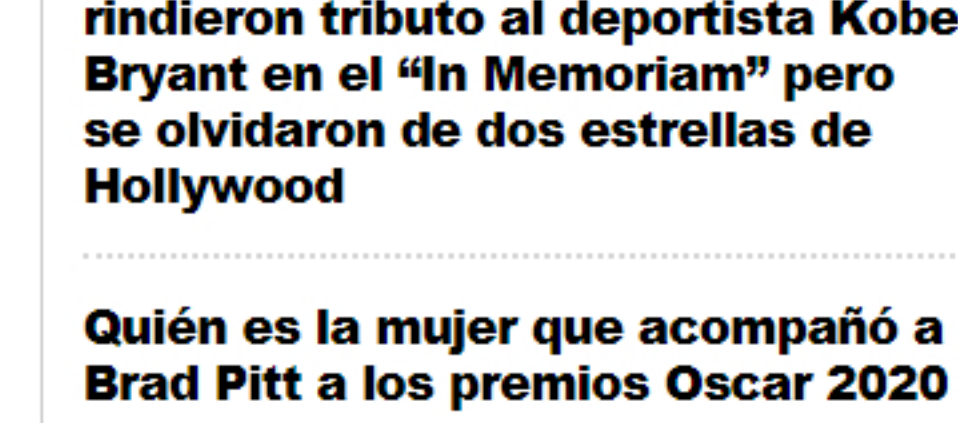 rindieron tributo al deportista Kobe
Bryant en el “In Memoriam” pero
se olvidaron de dos estrellas de
Hollywood
Quién es la mujer que acompañó a
Brad Pitt a los premios Oscar 2020